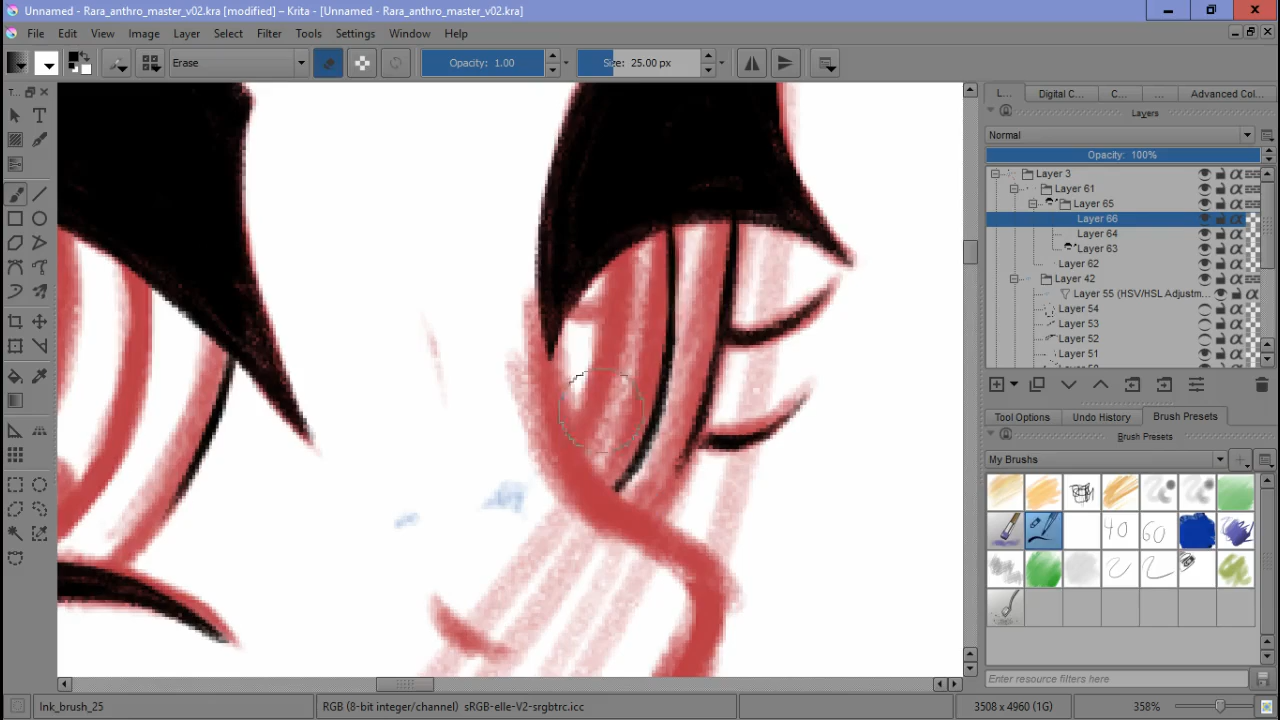 Unnamed - Rara_anthro_master_v02.kra [modified] – Krita - [Unnamed - Rara_anthro_master_v02.kra]
File Edit View Image Layer Select Filter Tools Settings Window Help
Erase Opacity: 1.00 Size: 25.00 px
T...
L... Digital C... C... ... Advanced Col...
Layers
Normal
Opacity: 100%
Layer 3
Layer 61
Layer 65
Layer 66
Layer 64
Layer 63
Layer 62
Layer 42
Layer 55 (HSV/HSL Adjustm...
Layer 54
Layer 53
Layer 52
Layer 51
Tool Options Undo History Brush Presets
Brush Presets
My Brushes
40 60
Enter resource filters here
Ink_brush_25 RGB (8-bit integer/channel) sRGB-elle-V2-srgbtrc.icc 3508 x 4960 (1G) 358%